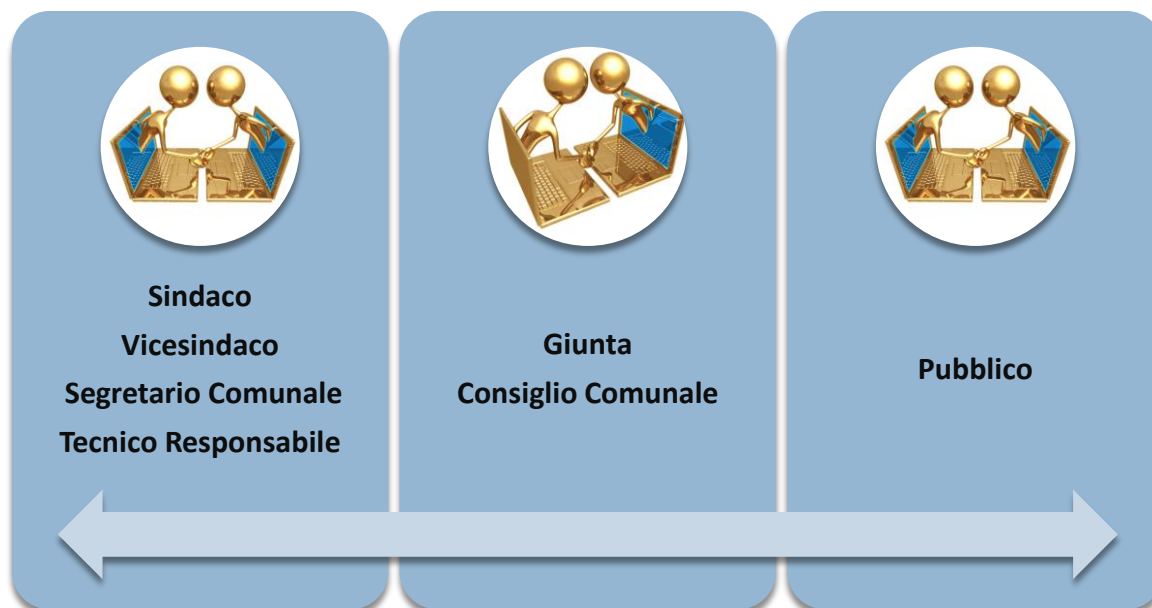 Sindaco
Vicesindaco
Segretario Comunale
Tecnico Responsabile
Giunta
Consiglio Comunale
Pubblico